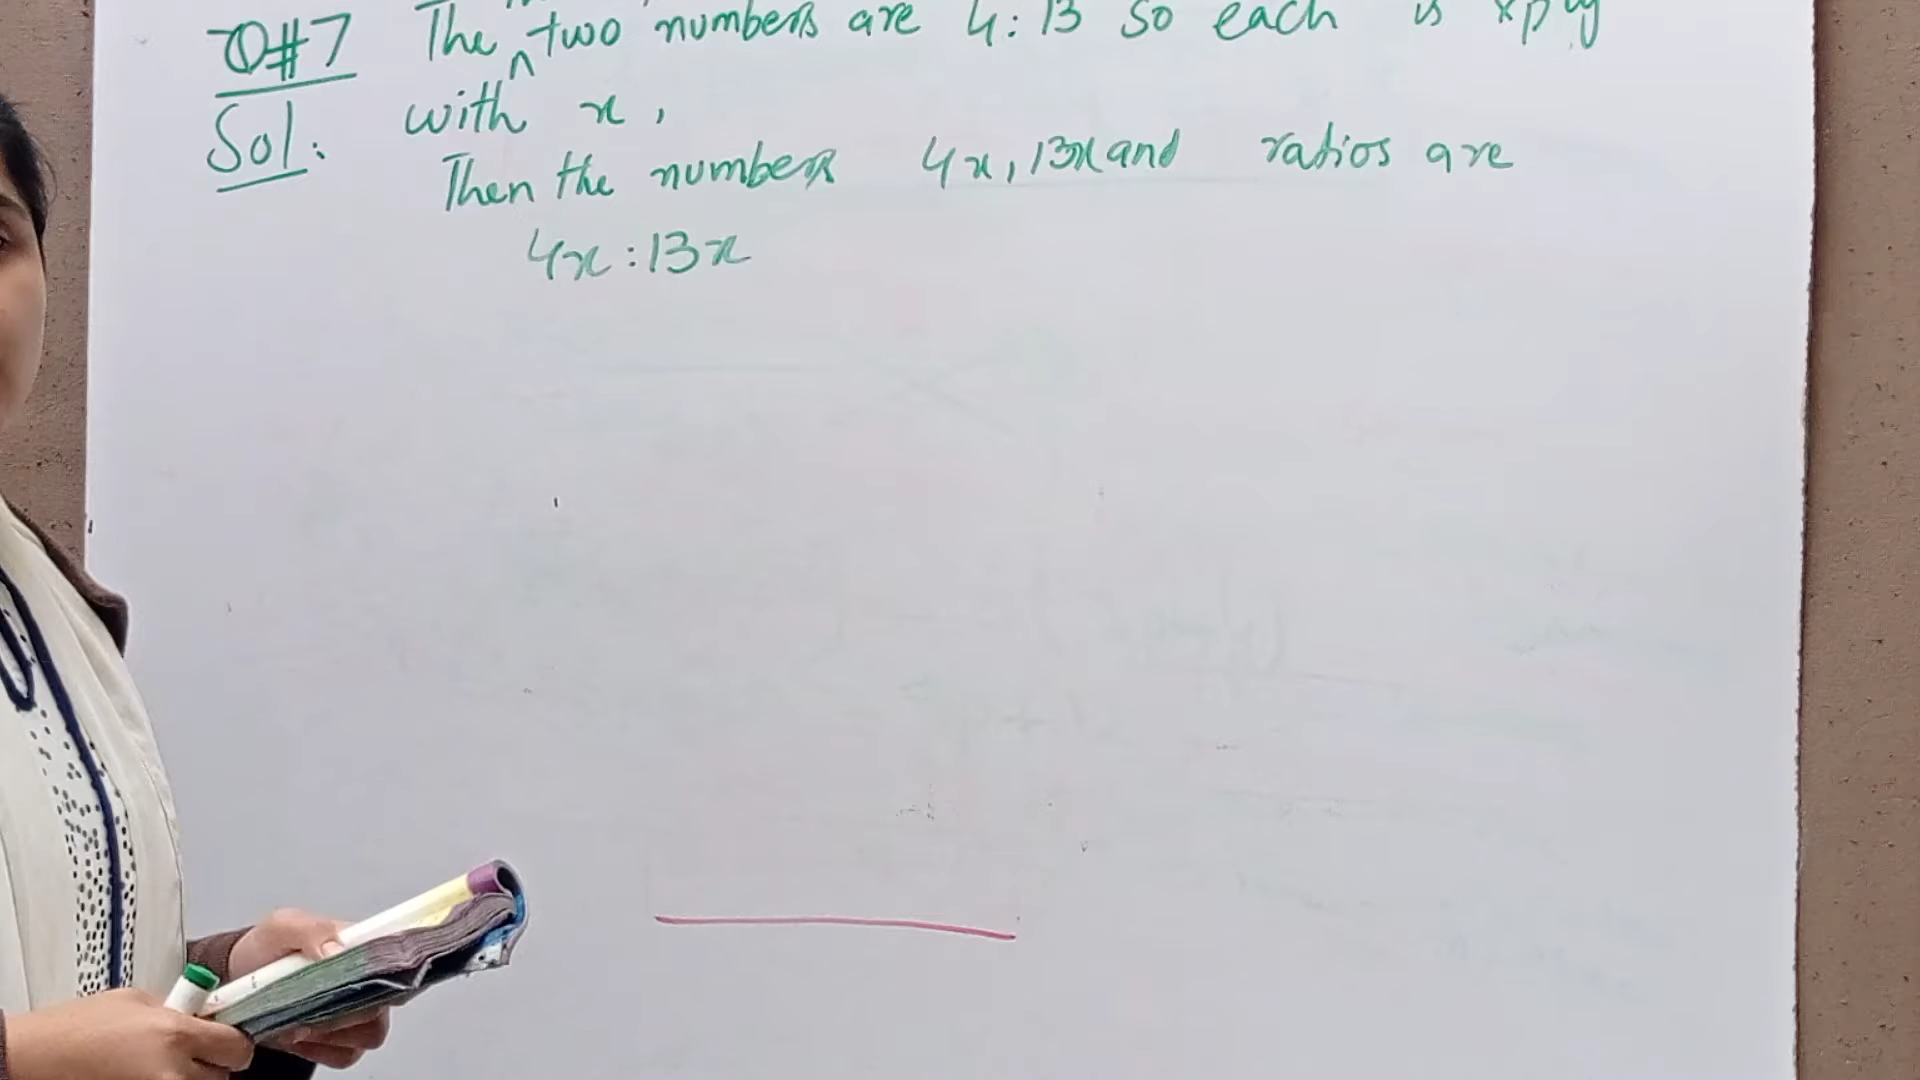 Q#7 The two numbers are 4:13 so each is xply
Sol: with x,
Then the numbers 4x, 13x and ratios are
4x:13x